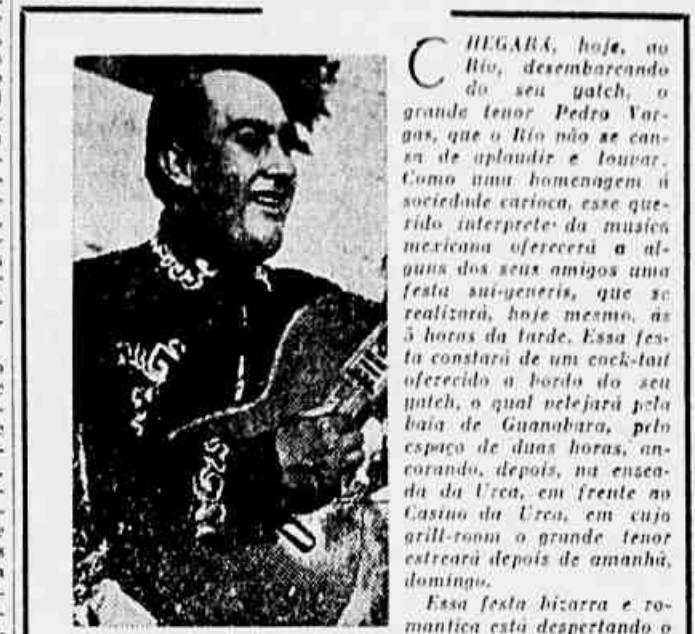 CHEGARÁ, hoje, ao
Rio, desembarcando
do seu yatch, o
grande tenor Pedro Var-
gas, que o Rio não se can-
sa de aplaudir e louvar.
Como uma homenagem á
sociedade carioca, esse que-
rido interprete da musica
mexicana oferecerá a al-
guns dos seus amigos uma
festa sui-generis, que se
realizará, hoje mesmo, ás
5 horas da tarde. Essa fes-
ta constará de um cock-tail
oferecido a bordo do seu
yatch, o qual velejará pela
baia de Guanabara, pelo
espaço de duas horas, an-
corando, depois, na ensea-
da da Urca, em frente ao
Casino da Urca, em cujo
grill-room o grande tenor
estreará depois de amanhã,
domingo.
Essa festa bizarra e ro-
mantica está despertando o